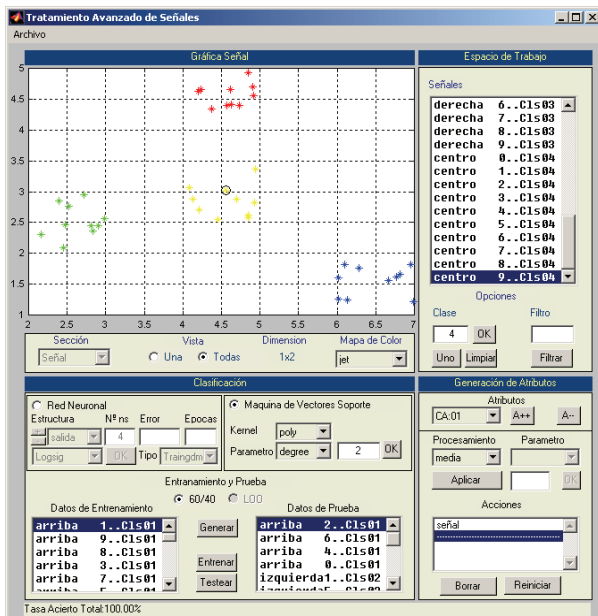 Tratamiento Avanzado de Señales
Archivo
Gráfica Señal
5
4.5
4
3.5
3
2.5
2
1.5
1
2 2.5 3 3.5 4 4.5 5 5.5 6 6.5 7
Sección Vista Dimension Mapa de Color
Señal Una Todas 1x2 jet
Espacio de Trabajo
Señales
derecha 6..Cls03
derecha 7..Cls03
derecha 8..Cls03
derecha 9..Cls03
centro 0..Cls04
centro 1..Cls04
centro 2..Cls04
centro 3..Cls04
centro 4..Cls04
centro 5..Cls04
centro 6..Cls04
centro 7..Cls04
centro 8..Cls04
centro 9..Cls04
Opciones
Clase Filtro
4 OK
Uno Limpiar Filtrar
Clasificación
Red Neuronal
Estructura Nº ns Error Epocas
salida 4
Logsig OK Tipo Traingdm
Maquina de Vectores Soporte
Kernel poly
Parametro degree 2 OK
Entranamiento y Prueba
60/40 LOO
Datos de Entrenamiento
arriba 1..Cls01
arriba 9..Cls01
arriba 8..Cls01
arriba 3..Cls01
arriba 7..Cls01
Generar
Entrenar
Testear
Datos de Prueba
arriba 2..Cls01
arriba 6..Cls01
arriba 4..Cls01
arriba 0..Cls01
izquierda1..Cls02
Generación de Atributos
Atributos
CA:01 A++ A--
Procesamiento Parametro
media
Aplicar OK
Acciones
señal
Borrar Reiniciar
Tasa Acierto Total:100.00%